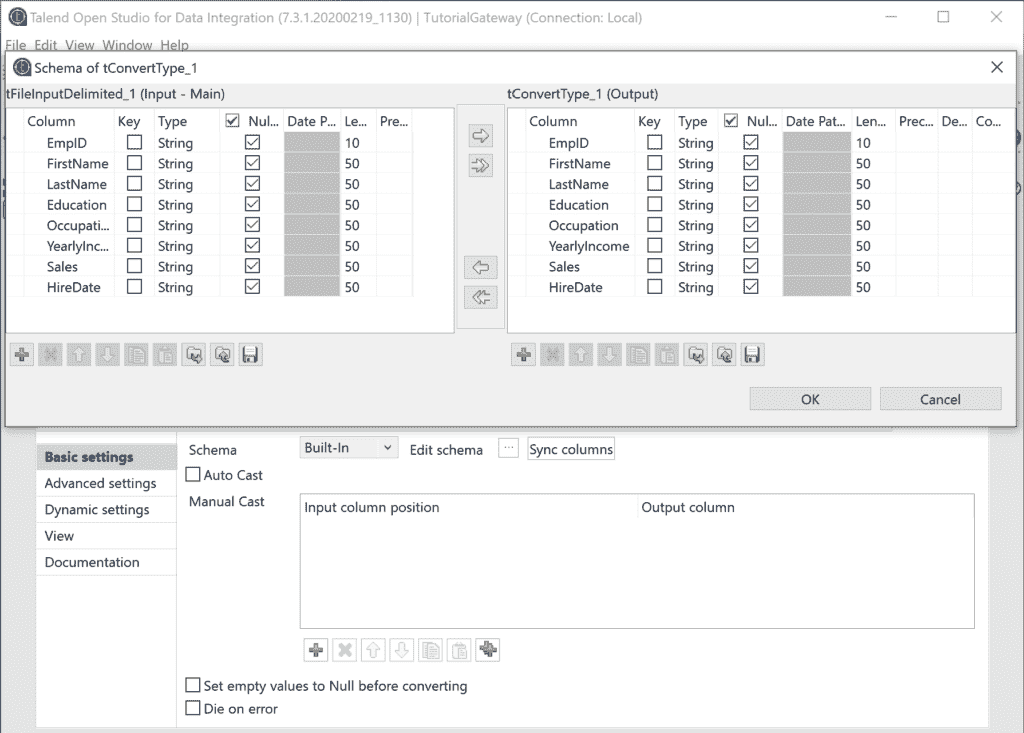 Talend Open Studio for Data Integration (7.3.1.20200219_1130) | TutorialGateway (Connection: Local)
File Edit View Window Help
Schema of tConvertType_1
tFileInputDelimited_1 (Input - Main)
Column Key Type Nul... Date P... Le... Pre...
EmpID String 10
FirstName String 50
LastName String 50
Education String 50
Occupati... String 50
YearlyInc... String 50
Sales String 50
HireDate String 50
tConvertType_1 (Output)
Column Key Type Nul... Date Pat... Len... Prec... De... Co...
EmpID String 10
FirstName String 50
LastName String 50
Education String 50
Occupation String 50
YearlyIncome String 50
Sales String 50
HireDate String 50
OK Cancel
Basic settings
Advanced settings
Dynamic settings
View
Documentation
Schema Built-In Edit schema ... Sync columns
Auto Cast
Manual Cast
Input column position Output column
Set empty values to Null before converting
Die on error